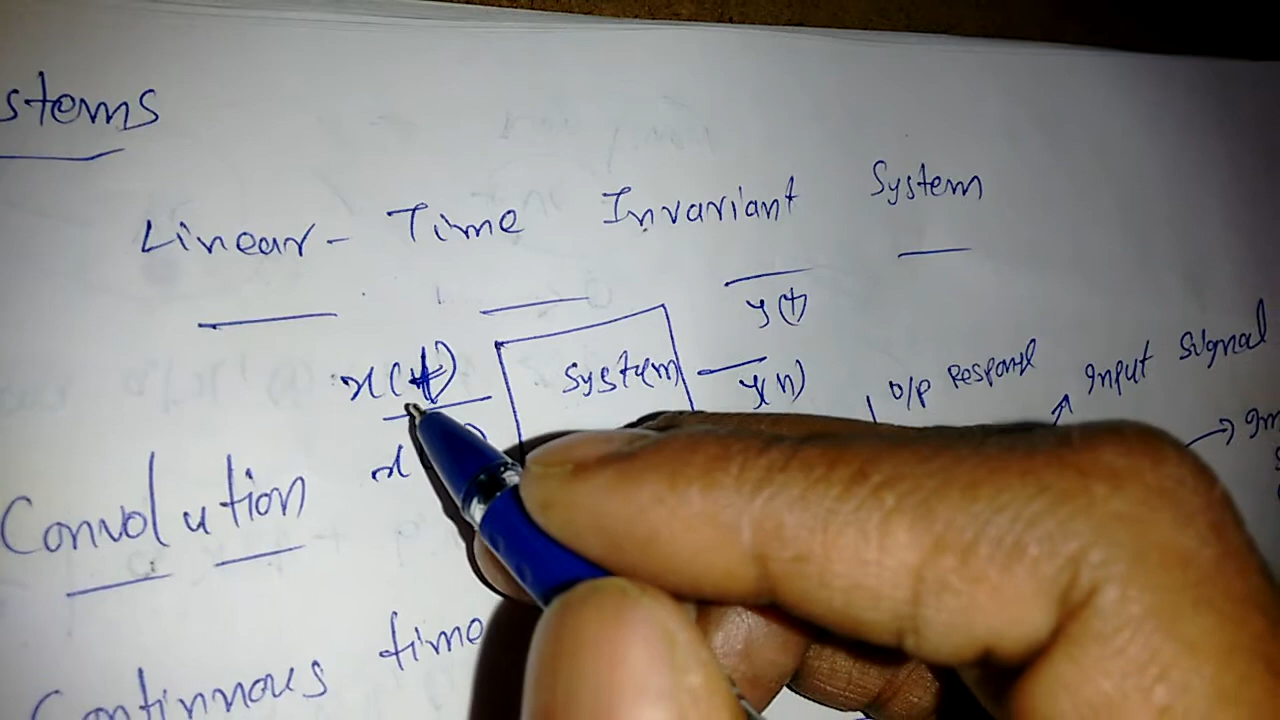 stems
Linear - Time Invariant System
x(t) System y(t)
x y(n)
O/P Response Input Signal
Convolution
Continuous time